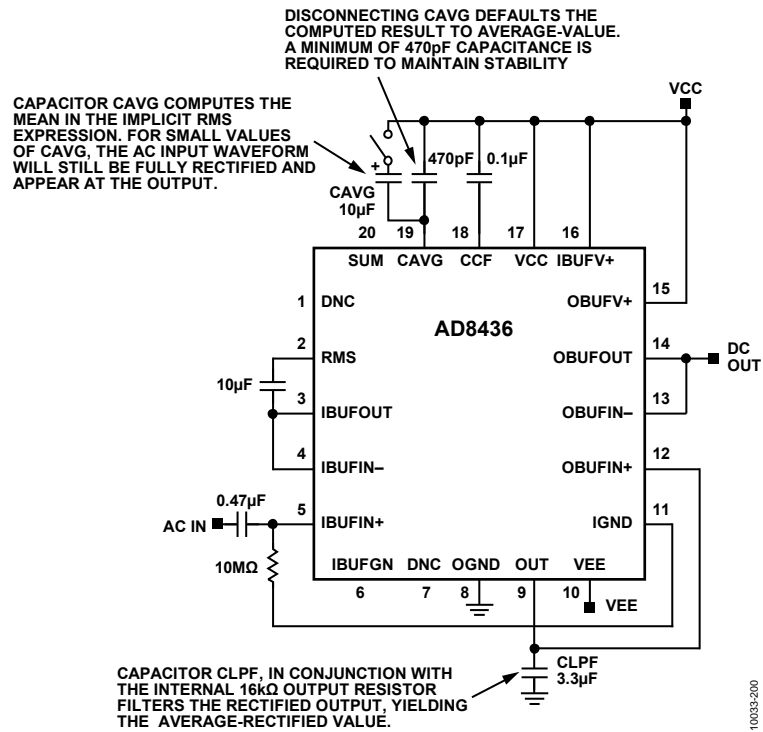 DISCONNECTING CAVG DEFAULTS THE
COMPUTED RESULT TO AVERAGE-VALUE.
A MINIMUM OF 470pF CAPACITANCE IS
REQUIRED TO MAINTAIN STABILITY
VCC
CAPACITOR CAVG COMPUTES THE
MEAN IN THE IMPLICIT RMS
EXPRESSION. FOR SMALL VALUES
OF CAVG, THE AC INPUT WAVEFORM
WILL STILL BE FULLY RECTIFIED AND
APPEAR AT THE OUTPUT.
+
470pF
0.1µF
CAVG
10µF
20 19 18 17 16
SUM CAVG CCF VCC IBUFV+
1 DNC
OBUFV+ 15
AD8436
2 RMS
OBUFOUT 14
DC
OUT
10µF
3 IBUFOUT
OBUFIN– 13
4 IBUFIN–
OBUFIN+ 12
0.47µF
AC IN
5 IBUFIN+
IGND 11
10MΩ
IBUFGN DNC OGND OUT VEE
6 7 8 9 10
VEE
CAPACITOR CLPF, IN CONJUNCTION WITH
THE INTERNAL 16kΩ OUTPUT RESISTOR
FILTERS THE RECTIFIED OUTPUT, YIELDING
THE AVERAGE-RECTIFIED VALUE.
CLPF
3.3µF
10033-200